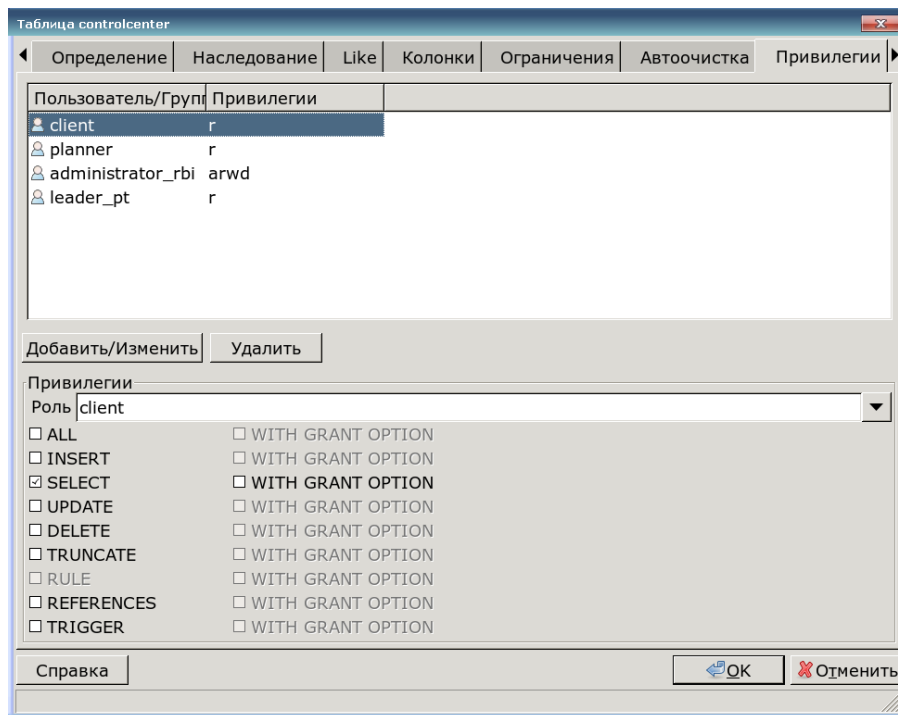 Таблица controlcenter
Определение Наследование Like Колонки Ограничения Автоочистка Привилегии
Пользователь/Групп Привилегии
client r
planner r
administrator_rbi arwd
leader_pt r
Добавить/Изменить Удалить
Привилегии
Роль client
ALL WITH GRANT OPTION
INSERT WITH GRANT OPTION
SELECT WITH GRANT OPTION
UPDATE WITH GRANT OPTION
DELETE WITH GRANT OPTION
TRUNCATE WITH GRANT OPTION
RULE WITH GRANT OPTION
REFERENCES WITH GRANT OPTION
TRIGGER WITH GRANT OPTION
Справка OK Отменить